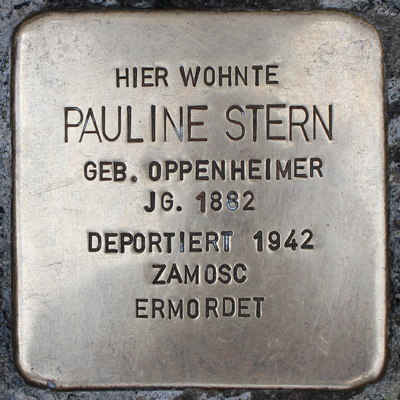 HIER WOHNTE
PAULINE STERN
GEB. OPPENHEIMER
JG. 1882
DEPORTIERT 1942
ZAMOSC
ERMORDET